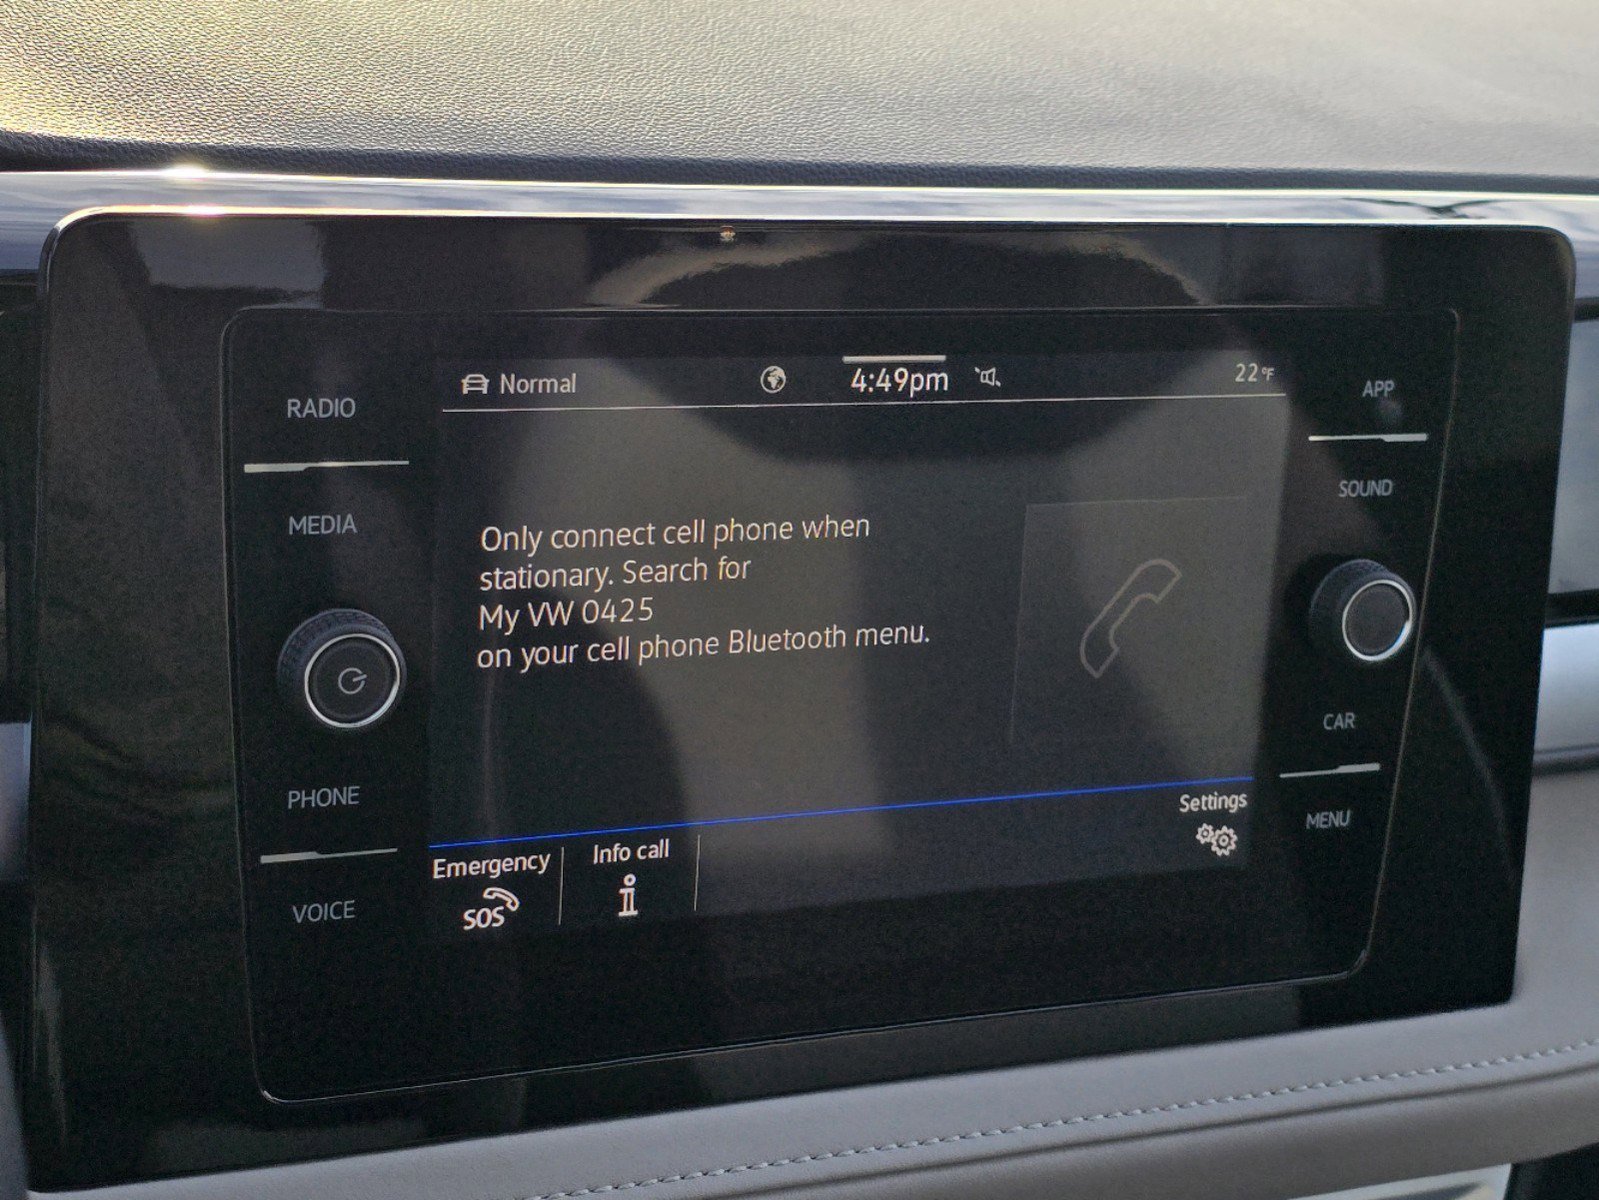 Normal
4:49pm
22°F
RADIO
MEDIA
PHONE
VOICE
Only connect cell phone when
stationary. Search for
My VW 0425
on your cell phone Bluetooth menu.
Emergency
SOS
Info call
i
Settings
APP
SOUND
CAR
MENU